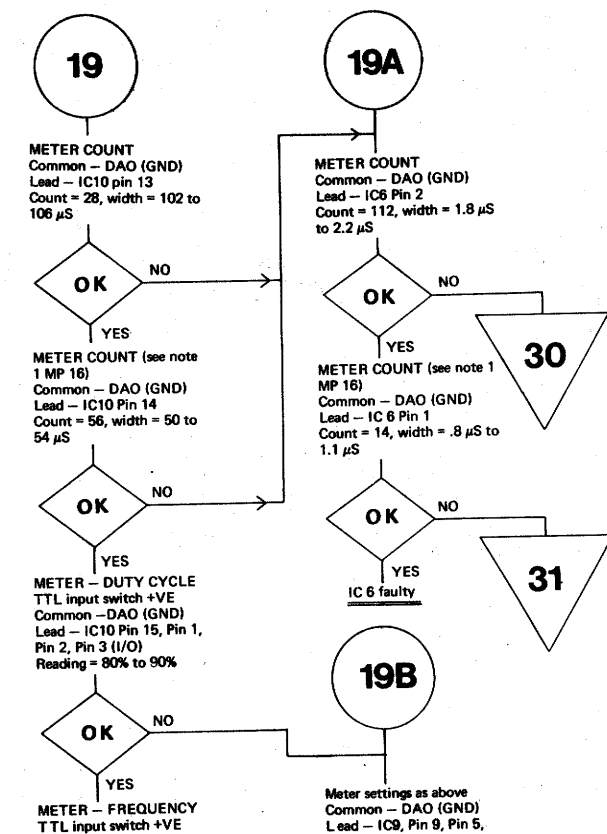 19
METER COUNT
Common – DAO (GND)
Lead – IC10 pin 13
Count = 28, width = 102 to
106 µS
OK
NO
YES
METER COUNT (see note
1 MP 16)
Common – DAO (GND)
Lead – IC10 Pin 14
Count = 56, width = 50 to
54 µS
OK
NO
YES
METER – DUTY CYCLE
TTL input switch +VE
Common –DAO (GND)
Lead – IC10 Pin 15, Pin 1,
Pin 2, Pin 3 (I/O)
Reading = 80% to 90%
OK
NO
YES
METER – FREQUENCY
TTL input switch +VE
19A
METER COUNT
Common – DAO (GND)
Lead – IC6 Pin 2
Count = 112, width = 1.8 µS
to 2.2 µS
OK
NO
30
YES
METER COUNT (see note 1
MP 16)
Common – DAO (GND)
Lead – IC 6 Pin 1
Count = 14, width = .8 µS to
1.1 µS
OK
NO
31
YES
IC 6 faulty
19B
Meter settings as above
Common – DAO (GND)
Lead – IC9, Pin 9, Pin 5,